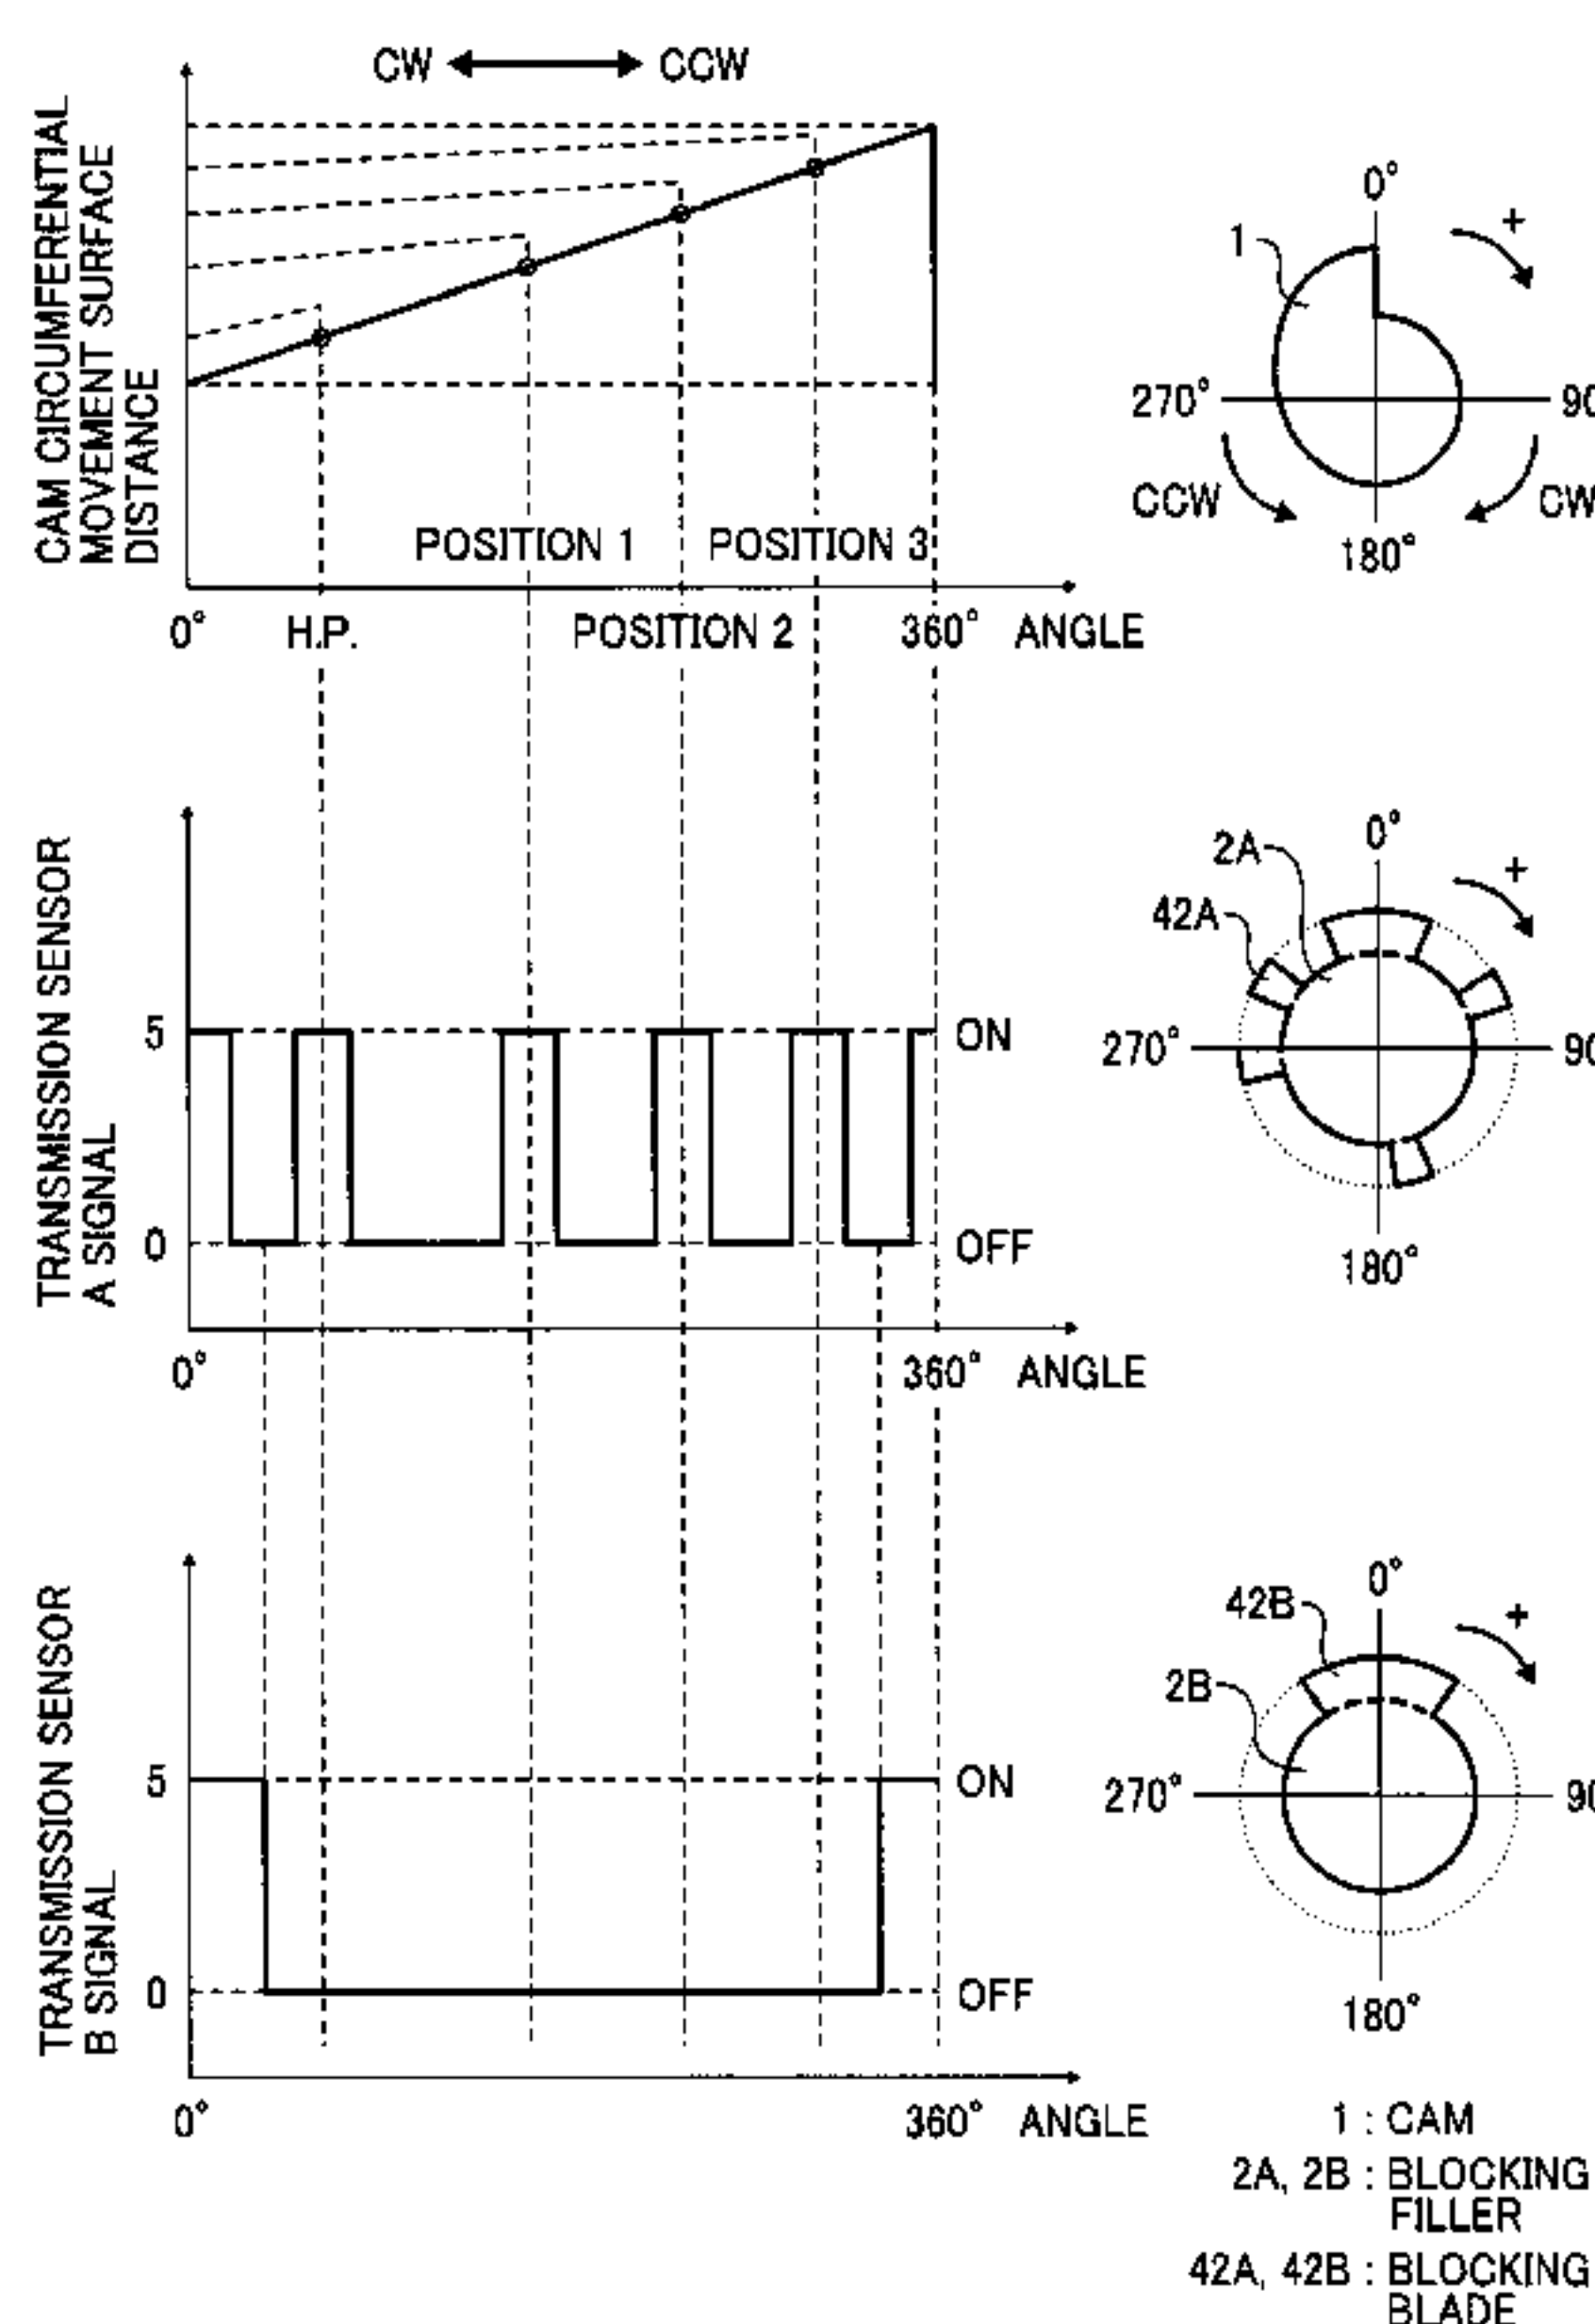 CW CCW
CAM CIRCUMFERENTIAL
MOVEMENT SURFACE
DISTANCE
POSITION 1 POSITION 3
0° H.P. POSITION 2 360° ANGLE
0°
1
+
270° 90
CCW CW
180°
TRANSMISSION SENSOR
A SIGNAL
5 ON
0 OFF
0° 360° ANGLE
0°
2A
+
42A
270° 90
180°
TRANSMISSION SENSOR
B SIGNAL
5 ON
0 OFF
0° 360° ANGLE
0°
42B
+
2B
270° 90
180°
1 : CAM
2A, 2B : BLOCKING
FILLER
42A, 42B : BLOCKING
BLADE